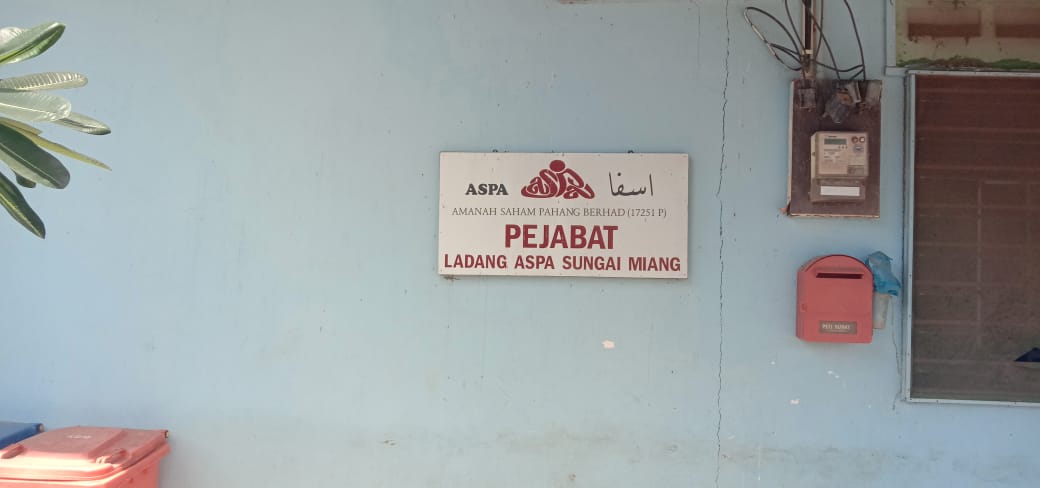 ASPA اسفا
AMANAH SAHAM PAHANG BERHAD (17251 P)
PEJABAT
LADANG ASPA SUNGAI MIANG
PETI SURAT